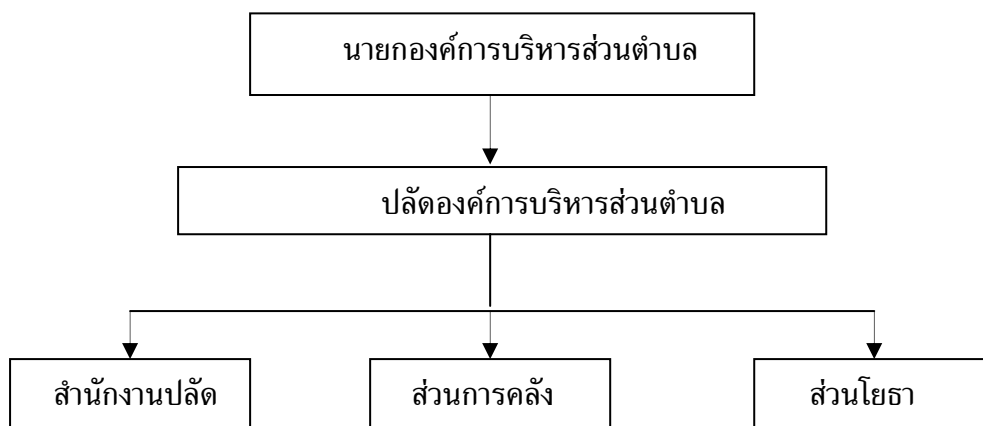 นายกองค์การบริหารส่วนตำบล
ปลัดองค์การบริหารส่วนตำบล
สำนักงานปลัด
ส่วนการคลัง
ส่วนโยธา